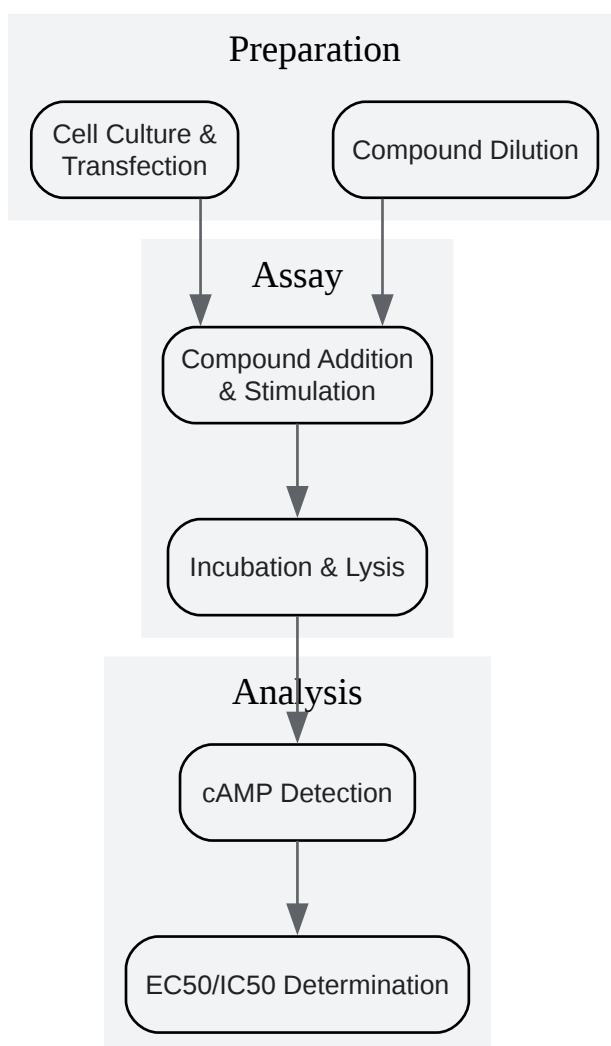 Preparation
Cell Culture &
Transfection
Compound Dilution
Assay
Compound Addition
& Stimulation
Incubation & Lysis
Analysis
cAMP Detection
EC50/IC50 Determination